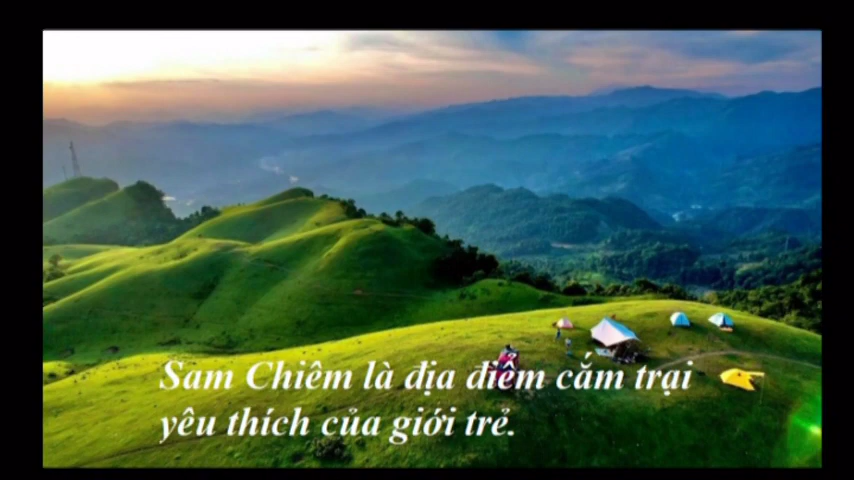 Sam Chiêm là địa điểm cắm trại
yêu thích của giới trẻ.